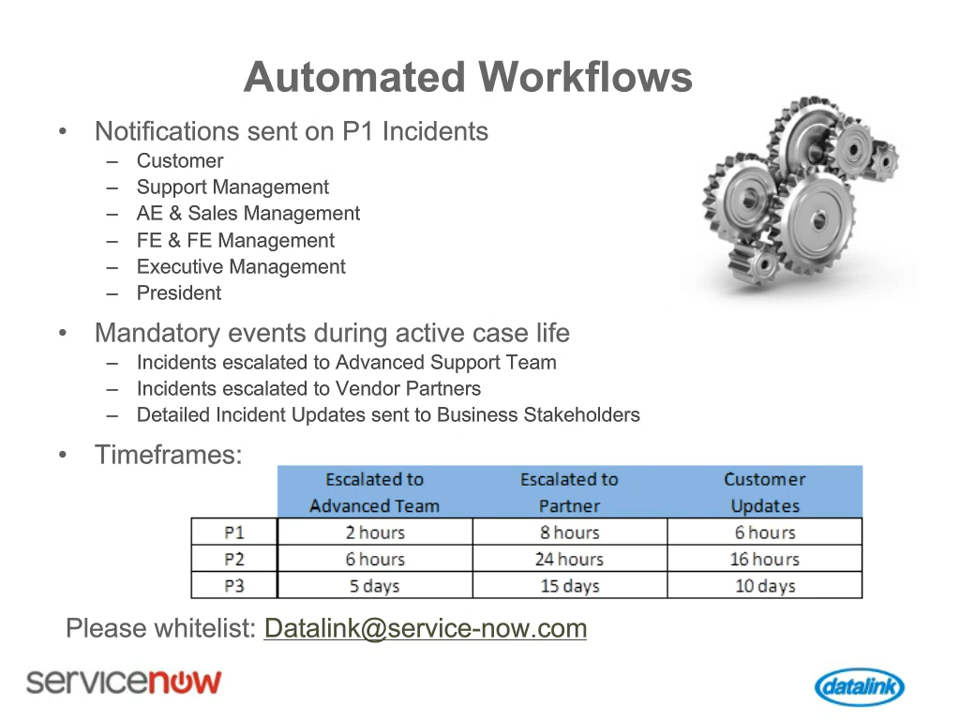 Automated Workflows
• Notifications sent on P1 Incidents
– Customer
– Support Management
– AE & Sales Management
– FE & FE Management
– Executive Management
– President
• Mandatory events during active case life
– Incidents escalated to Advanced Support Team
– Incidents escalated to Vendor Partners
– Detailed Incident Updates sent to Business Stakeholders
• Timeframes:
Escalated to Escalated to Customer
Advanced Team Partner Updates
P1 2 hours 8 hours 6 hours
P2 6 hours 24 hours 16 hours
P3 5 days 15 days 10 days
Please whitelist: Datalink@service-now.com
servicenow datalink